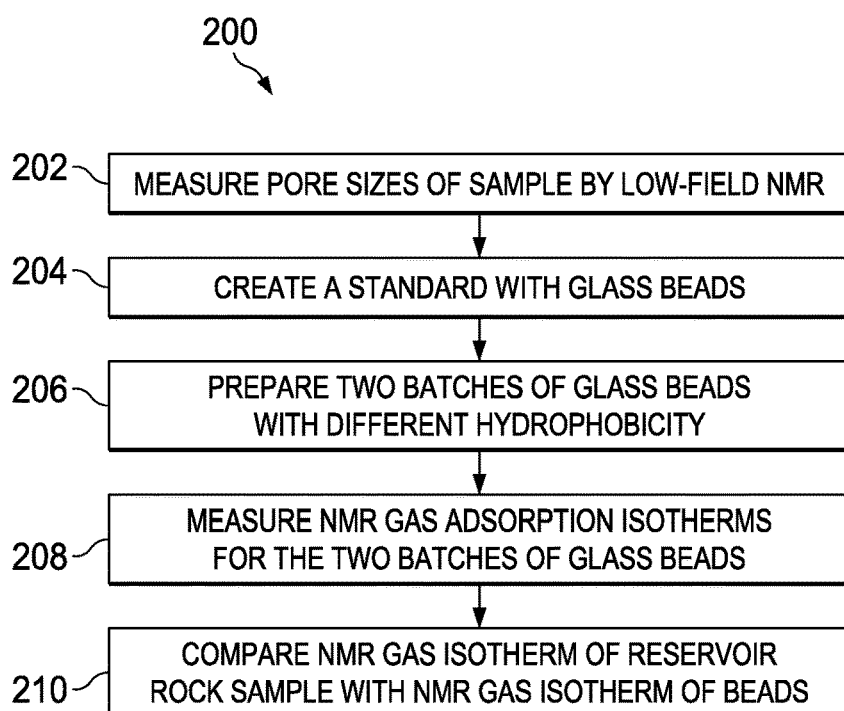 200
202
MEASURE PORE SIZES OF SAMPLE BY LOW-FIELD NMR
204
CREATE A STANDARD WITH GLASS BEADS
206
PREPARE TWO BATCHES OF GLASS BEADS
WITH DIFFERENT HYDROPHOBICITY
208
MEASURE NMR GAS ADSORPTION ISOTHERMS
FOR THE TWO BATCHES OF GLASS BEADS
210
COMPARE NMR GAS ISOTHERM OF RESERVOIR
ROCK SAMPLE WITH NMR GAS ISOTHERM OF BEADS